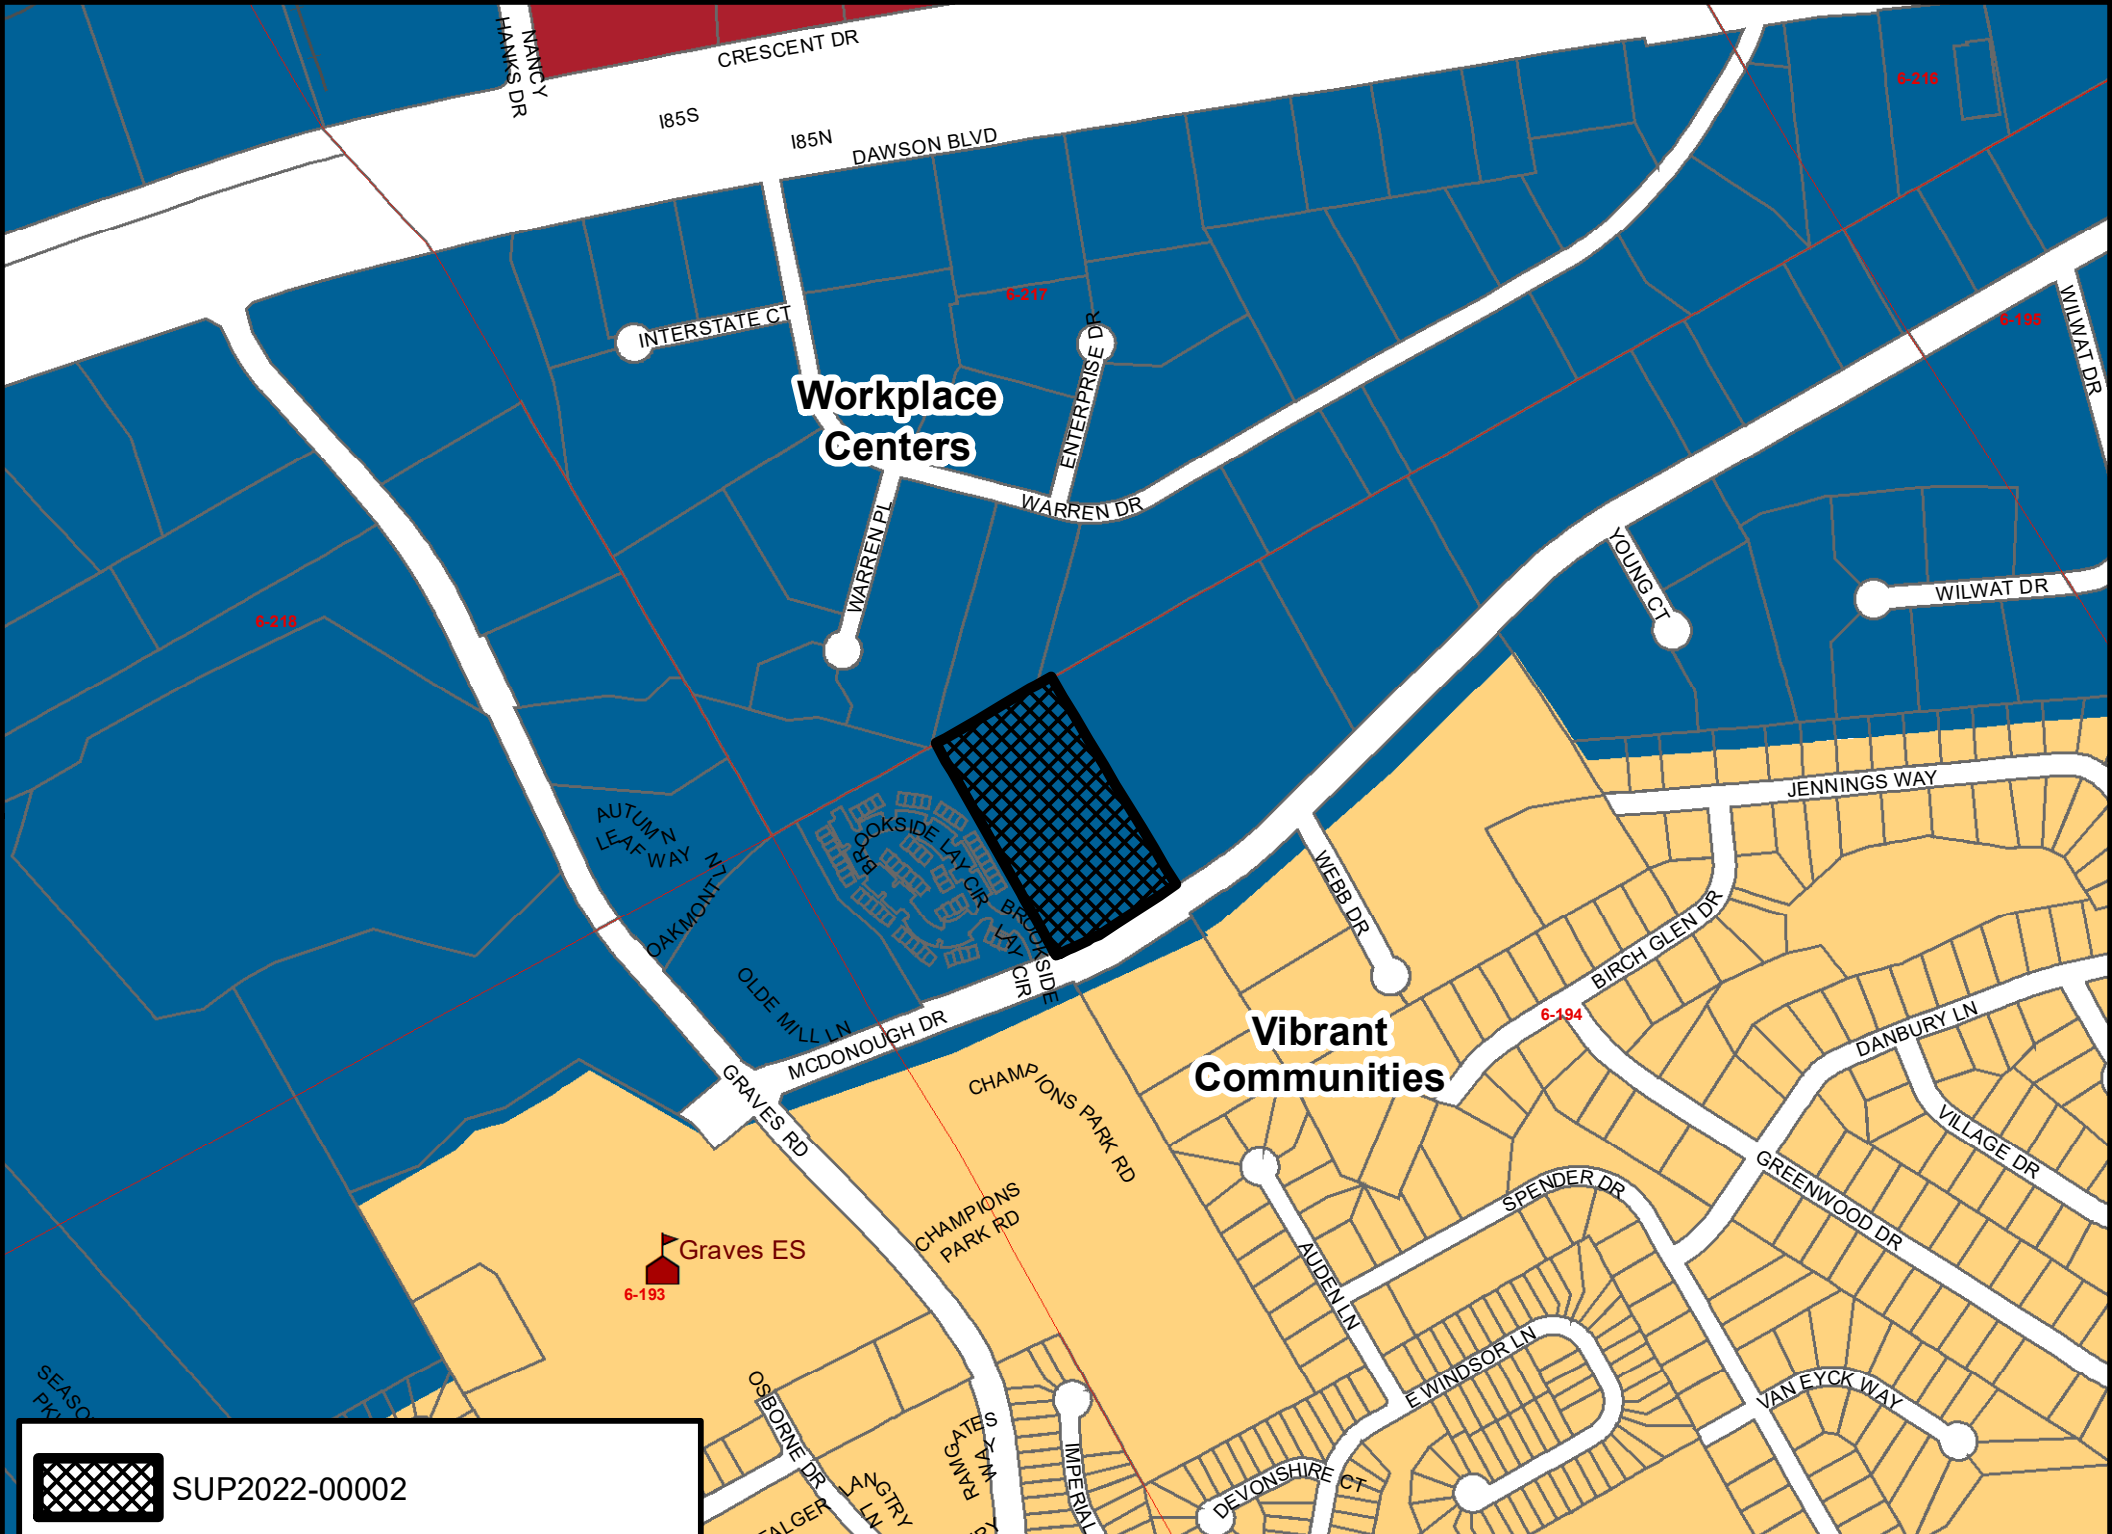 NANCY
HANKS DR
CRESCENT DR
I85S
I85N
DAWSON BLVD
6-216
INTERSTATE CT
6-217
ENTERPRISE DR
6-195
WILWAT DR
Workplace
Centers
WARREN DR
WARREN PL
YOUNG CT
WILWAT DR
6-218
JENNINGS WAY
AUTUMN
LEAF WAY
OAKMONT LN
BROOKSIDE LAY CIR
BROOKSIDE
LAY CIR
WEBB DR
BIRCH GLEN DR
OLDE MILL LN
MCDONOUGH DR
6-194
DANBURY LN
Vibrant
Communities
GRAVES RD
CHAMPIONS PARK RD
VILLAGE DR
GREENWOOD DR
SPENDER DR
CHAMPIONS
PARK RD
Graves ES
6-193
AUDEN LN
E WINDSOR LN
VAN EYCK WAY
OSBORNE DR
RAMGATES
WAY
IMPERIAL
DEVONSHIRE CT
LANGTRY
LN
SUP2022-00002